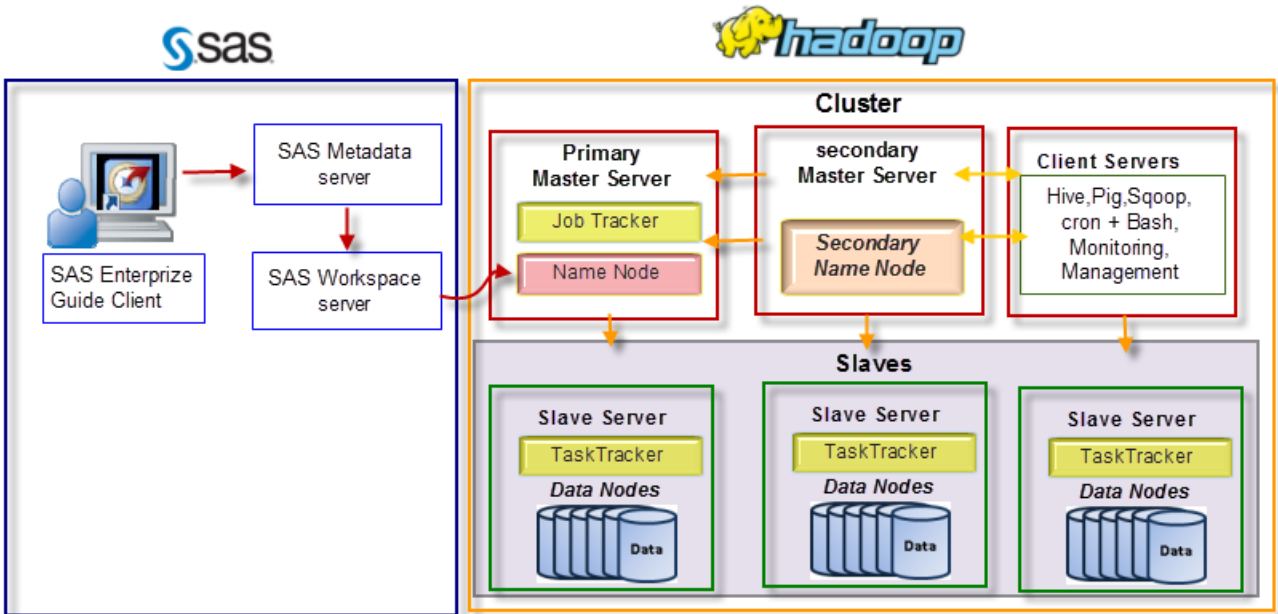 sas
hadoop
SAS Metadata
server
SAS Enterprize
Guide Client
SAS Workspace
server
Cluster
Primary
Master Server
Job Tracker
Name Node
secondary
Master Server
Secondary
Name Node
Client Servers
Hive,Pig,Sqoop,
cron + Bash,
Monitoring,
Management
Slaves
Slave Server
TaskTracker
Data Nodes
Data
Slave Server
TaskTracker
Data Nodes
Data
Slave Server
TaskTracker
Data Nodes
Data